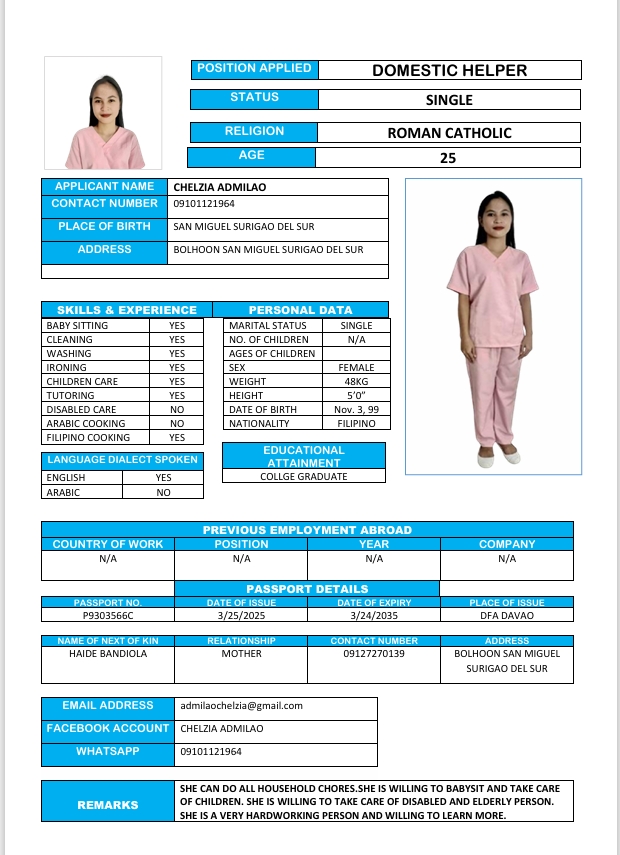 POSITION APPLIED DOMESTIC HELPER
STATUS SINGLE
RELIGION ROMAN CATHOLIC
AGE 25
APPLICANT NAME CHELZIA ADMILAO
CONTACT NUMBER 09101121964
PLACE OF BIRTH SAN MIGUEL SURIGAO DEL SUR
ADDRESS BOLHOON SAN MIGUEL SURIGAO DEL SUR
SKILLS & EXPERIENCE PERSONAL DATA
BABY SITTING YES MARITAL STATUS SINGLE
CLEANING YES NO. OF CHILDREN N/A
WASHING YES AGES OF CHILDREN
IRONING YES SEX FEMALE
CHILDREN CARE YES WEIGHT 48KG
TUTORING YES HEIGHT 5'0"
DISABLED CARE NO DATE OF BIRTH Nov. 3, 99
ARABIC COOKING NO NATIONALITY FILIPINO
FILIPINO COOKING YES
LANGUAGE DIALECT SPOKEN
ENGLISH YES
ARABIC NO
EDUCATIONAL
ATTAINMENT
COLLGE GRADUATE
PREVIOUS EMPLOYMENT ABROAD
COUNTRY OF WORK POSITION YEAR COMPANY
N/A N/A N/A N/A
PASSPORT DETAILS
PASSPORT NO. DATE OF ISSUE DATE OF EXPIRY PLACE OF ISSUE
P9303566C 3/25/2025 3/24/2035 DFA DAVAO
NAME OF NEXT OF KIN RELATIONSHIP CONTACT NUMBER ADDRESS
HAIDE BANDIOLA MOTHER 09127270139 BOLHOON SAN MIGUEL
SURIGAO DEL SUR
EMAIL ADDRESS admilaochelzia@gmail.com
FACEBOOK ACCOUNT CHELZIA ADMILAO
WHATSAPP 09101121964
REMARKS
SHE CAN DO ALL HOUSEHOLD CHORES.SHE IS WILLING TO BABYSIT AND TAKE CARE
OF CHILDREN. SHE IS WILLING TO TAKE CARE OF DISABLED AND ELDERLY PERSON.
SHE IS A VERY HARDWORKING PERSON AND WILLING TO LEARN MORE.